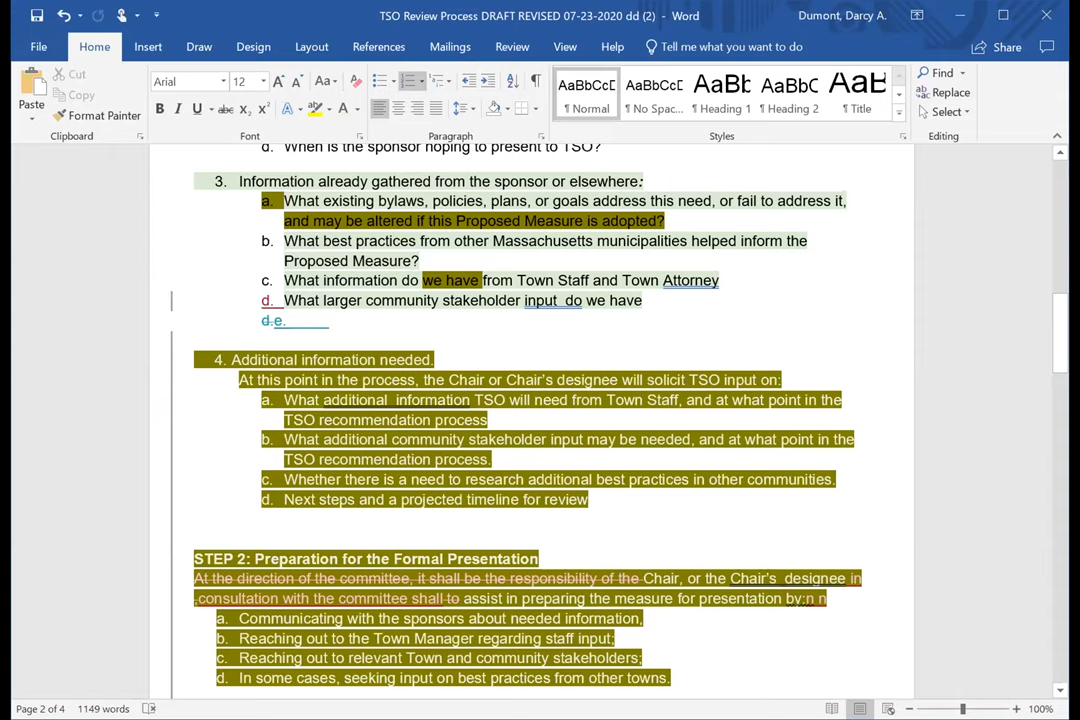 TSO Review Process DRAFT REVISED 07-23-2020 dd (2) - Word
Dumont, Darcy A.
File Home Insert Draw Design Layout References Mailings Review View Help Tell me what you want to do Share
Paste
Cut
Copy
Format Painter
Clipboard
Arial 12
Font
Paragraph
AaBbCcDc AaBbCcDc AaBbCc AaBbCcC AaB
¶ Normal ¶ No Spac... ¶ Heading 1 ¶ Heading 2 ¶ Title
Styles
Find
Replace
Select
Editing
d. When is the sponsor hoping to present to TSO?
3. Information already gathered from the sponsor or elsewhere:
a. What existing bylaws, policies, plans, or goals address this need, or fail to address it,
and may be altered if this Proposed Measure is adopted?
b. What best practices from other Massachusetts municipalities helped inform the
Proposed Measure?
c. What information do we have from Town Staff and Town Attorney
d. What larger community stakeholder input do we have
d.e.
4. Additional information needed.
At this point in the process, the Chair or Chair's designee will solicit TSO input on:
a. What additional information TSO will need from Town Staff, and at what point in the
TSO recommendation process
b. What additional community stakeholder input may be needed, and at what point in the
TSO recommendation process.
c. Whether there is a need to research additional best practices in other communities.
d. Next steps and a projected timeline for review
STEP 2: Preparation for the Formal Presentation
At the direction of the committee, it shall be the responsibility of the Chair, or the Chair's designee in
,consultation with the committee shall to assist in preparing the measure for presentation by:n n
a. Communicating with the sponsors about needed information,
b. Reaching out to the Town Manager regarding staff input;
c. Reaching out to relevant Town and community stakeholders;
d. In some cases, seeking input on best practices from other towns.
Page 2 of 4 1149 words
100%